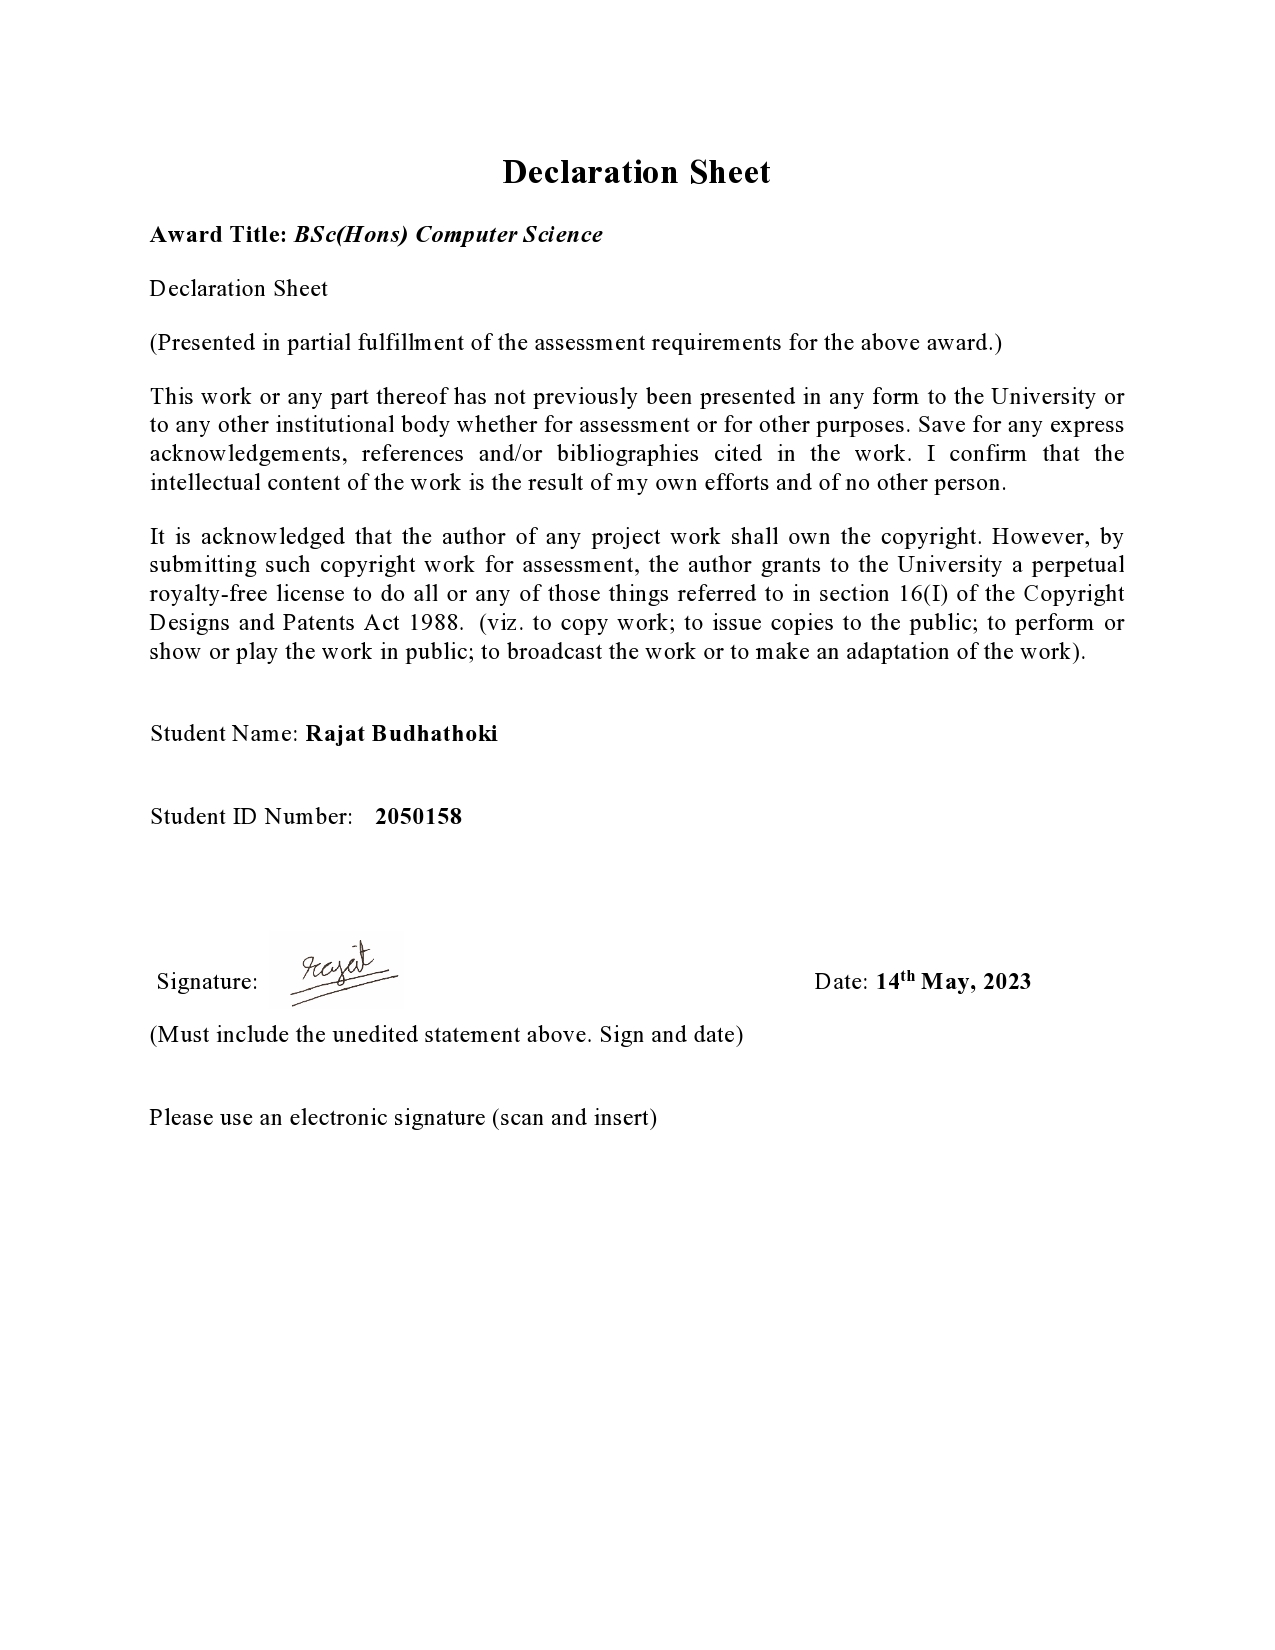 Declaration Sheet
Award Title: BSc(Hons) Computer Science
Declaration Sheet
(Presented in partial fulfillment of the assessment requirements for the above award.)
This work or any part thereof has not previously been presented in any form to the University or
to any other institutional body whether for assessment or for other purposes. Save for any express
acknowledgements, references and/or bibliographies cited in the work. I confirm that the
intellectual content of the work is the result of my own efforts and of no other person.
It is acknowledged that the author of any project work shall own the copyright. However, by
submitting such copyright work for assessment, the author grants to the University a perpetual
royalty-free license to do all or any of those things referred to in section 16(I) of the Copyright
Designs and Patents Act 1988. (viz. to copy work; to issue copies to the public; to perform or
show or play the work in public; to broadcast the work or to make an adaptation of the work).
Student Name: Rajat Budhathoki
Student ID Number: 2050158
Signature: rajat Date: 14th May, 2023
(Must include the unedited statement above. Sign and date)
Please use an electronic signature (scan and insert)